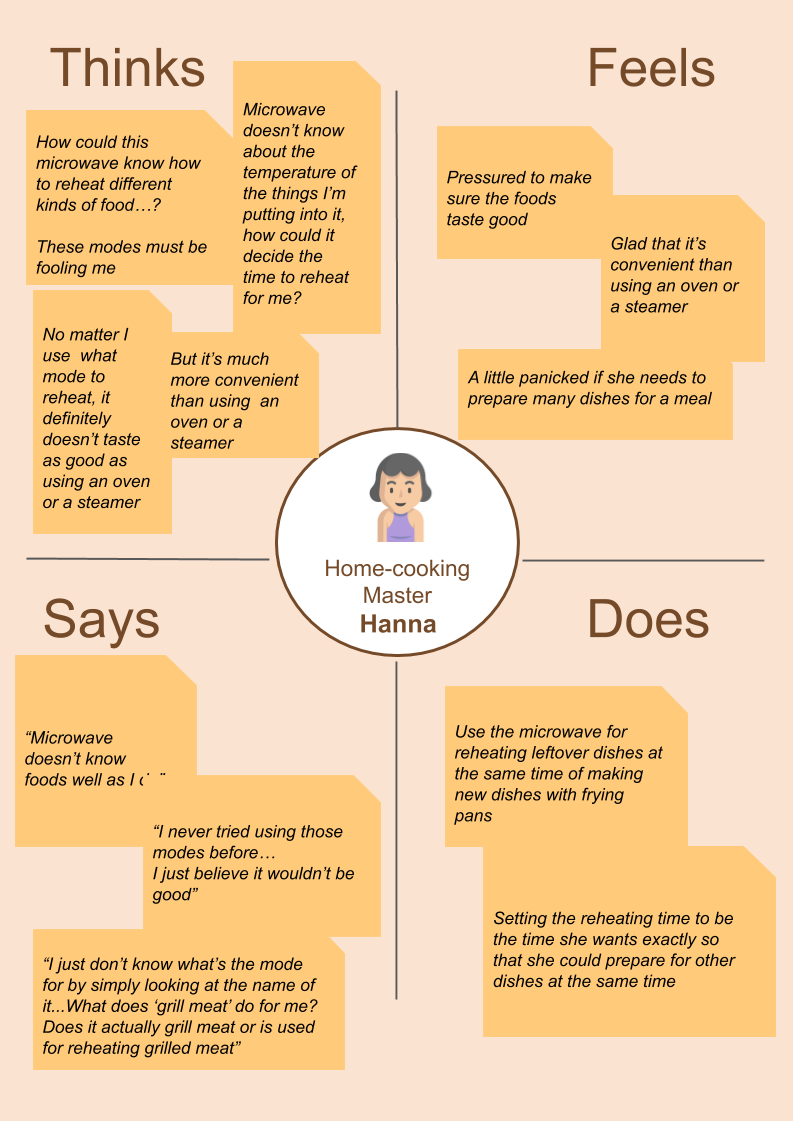 Thinks
How could this
microwave know how
to reheat different
kinds of food…?
These modes must be
fooling me
Microwave
doesn’t know
about the
temperature of
the things I’m
putting into it,
how could it
decide the
time to reheat
for me?
No matter I
use what
mode to
reheat, it
definitely
doesn’t taste
as good as
using an oven
or a steamer
But it’s much
more convenient
than using an
oven or a
steamer
Feels
Pressured to make
sure the foods
taste good
Glad that it’s
convenient than
using an oven or
a steamer
A little panicked if she needs to
prepare many dishes for a meal
Home-cooking
Master
Hanna
Says
“Microwave
doesn’t know
foods well as I
“I never tried using those
modes before…
I just believe it wouldn’t be
good”
“I just don’t know what’s the mode
for by simply looking at the name of
it...What does ‘grill meat’ do for me?
Does it actually grill meat or is used
for reheating grilled meat”
Does
Use the microwave for
reheating leftover dishes at
the same time of making
new dishes with frying
pans
Setting the reheating time to be
the time she wants exactly so
that she could prepare for other
dishes at the same time